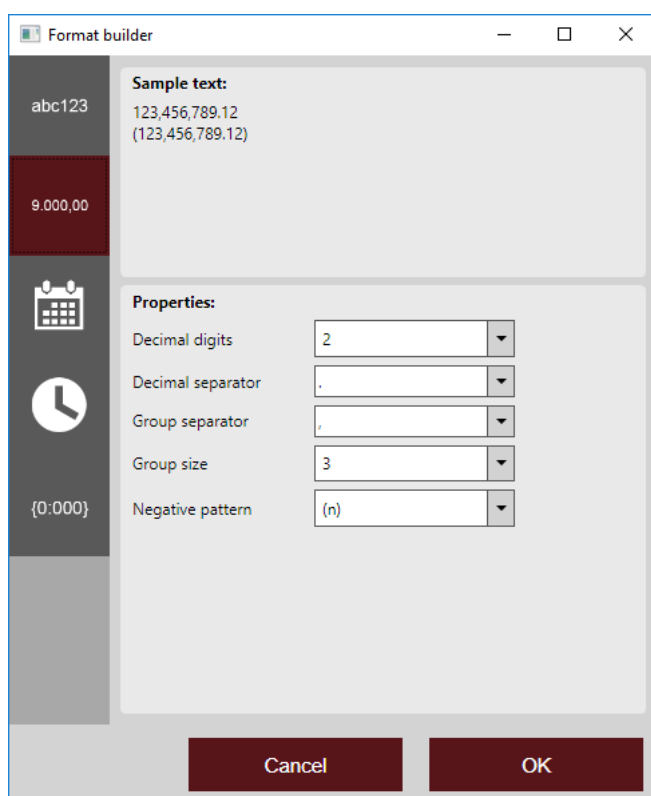 Format builder
abc123
9.000,00
{0:000}
Sample text:
123,456,789.12
(123,456,789.12)
Properties:
Decimal digits 2
Decimal separator .
Group separator ,
Group size 3
Negative pattern (n)
Cancel OK